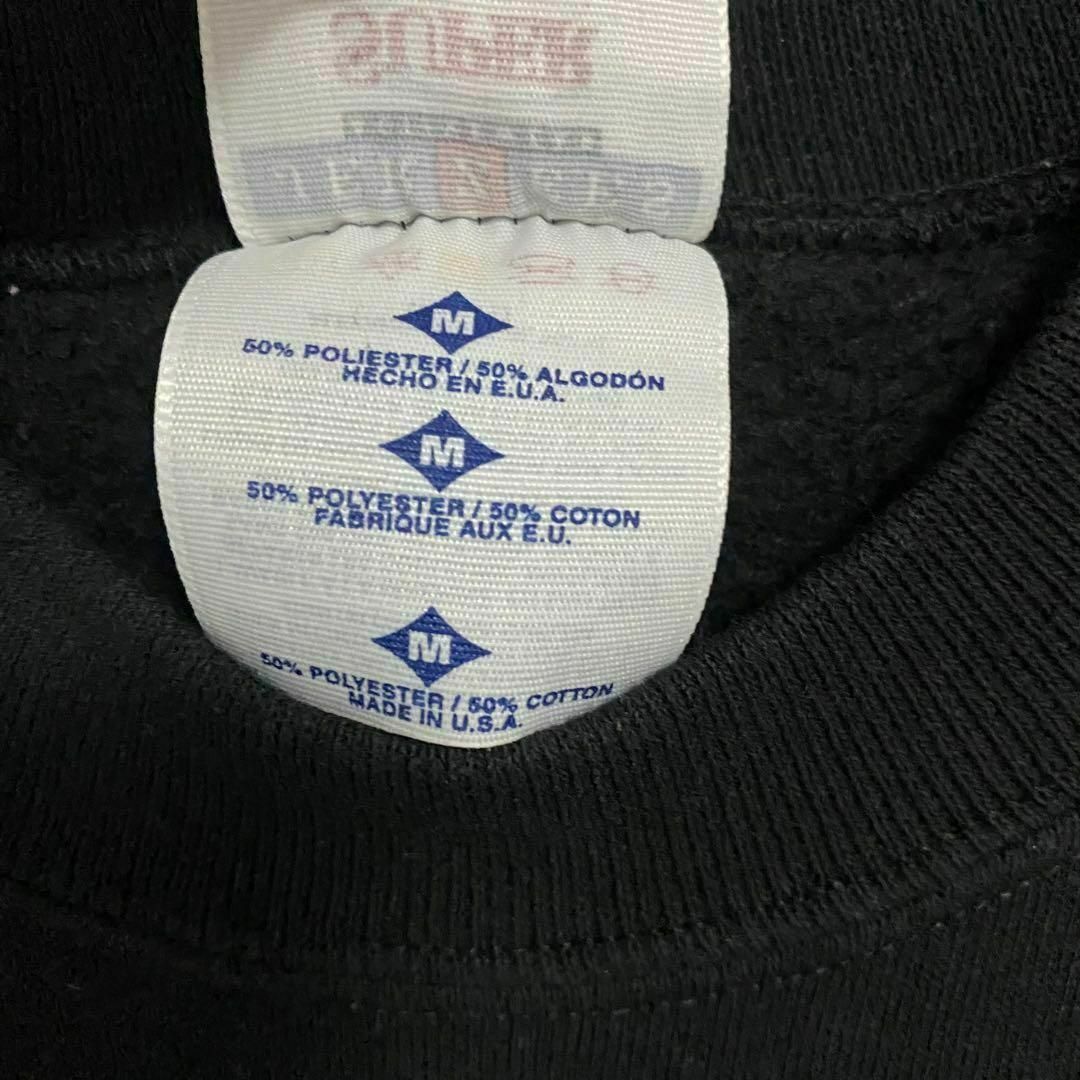 M
50% POLIESTER / 50% ALGODÓN
HECHO EN E.U.A.
M
50% POLYESTER / 50% COTON
FABRIQUE AUX E.U.
M
50% POLYESTER / 50% COTTON
MADE IN U.S.A.